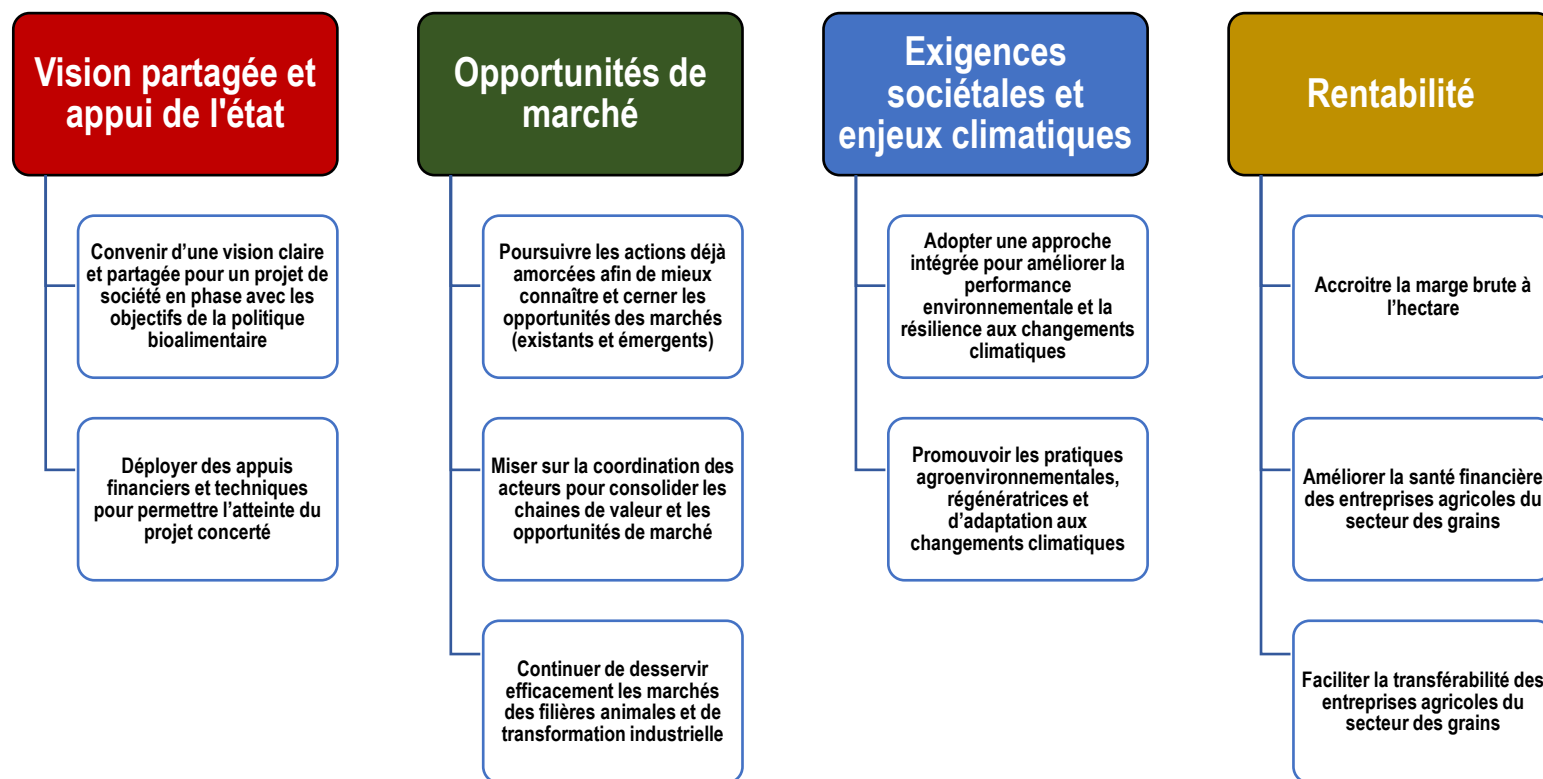 Vision partagée et
appui de l'état
Convenir d’une vision claire
et partagée pour un projet de
société en phase avec les
objectifs de la politique
bioalimentaire
Déployer des appuis
financiers et techniques
pour permettre l’atteinte du
projet concerté
Opportunités de
marché
Poursuivre les actions déjà
amorcées afin de mieux
connaître et cerner les
opportunités des marchés
(existants et émergents)
Miser sur la coordination des
acteurs pour consolider les
chaines de valeur et les
opportunités de marché
Continuer de desservir
efficacement les marchés
des filières animales et de
transformation industrielle
Exigences
sociétales et
enjeux climatiques
Adopter une approche
intégrée pour améliorer la
performance
environnementale et la
résilience aux changements
climatiques
Promouvoir les pratiques
agroenvironnementales,
régénératrices et
d’adaptation aux
changements climatiques
Rentabilité
Accroitre la marge brute à
l’hectare
Améliorer la santé financière
des entreprises agricoles du
secteur des grains
Faciliter la transférabilité des
entreprises agricoles du
secteur des grains